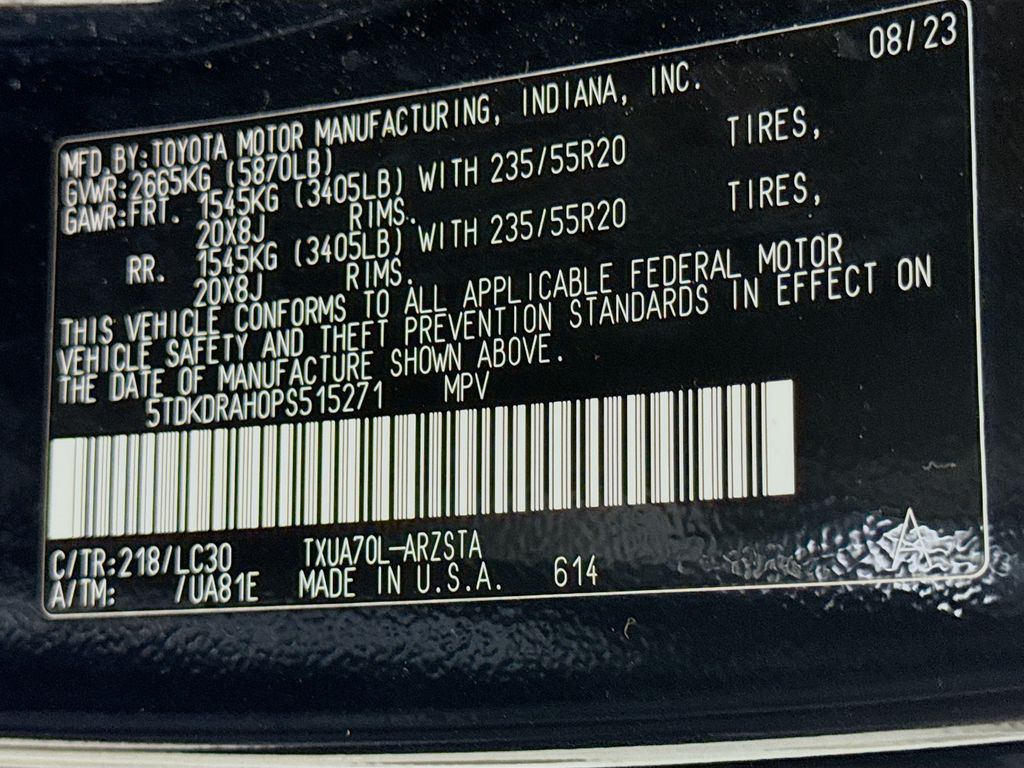 08/23
MFD.BY:TOYOTA MOTOR MANUFACTURING, INDIANA, INC.
GVWR:2665KG (5870LB)
GAWR:FRT. 1545KG (3405LB) WITH 235/55R20 TIRES,
20X8J RIMS.
RR. 1545KG (3405LB) WITH 235/55R20 TIRES,
20X8J RIMS.
THIS VEHICLE CONFORMS TO ALL APPLICABLE FEDERAL MOTOR
VEHICLE SAFETY AND THEFT PREVENTION STANDARDS IN EFFECT ON
THE DATE OF MANUFACTURE SHOWN ABOVE.
5TDKDRAH0PS515271 MPV
C/TR:218/LC30 TXUA70L-ARZSTA
A/TM: /UA81E MADE IN U.S.A. 614